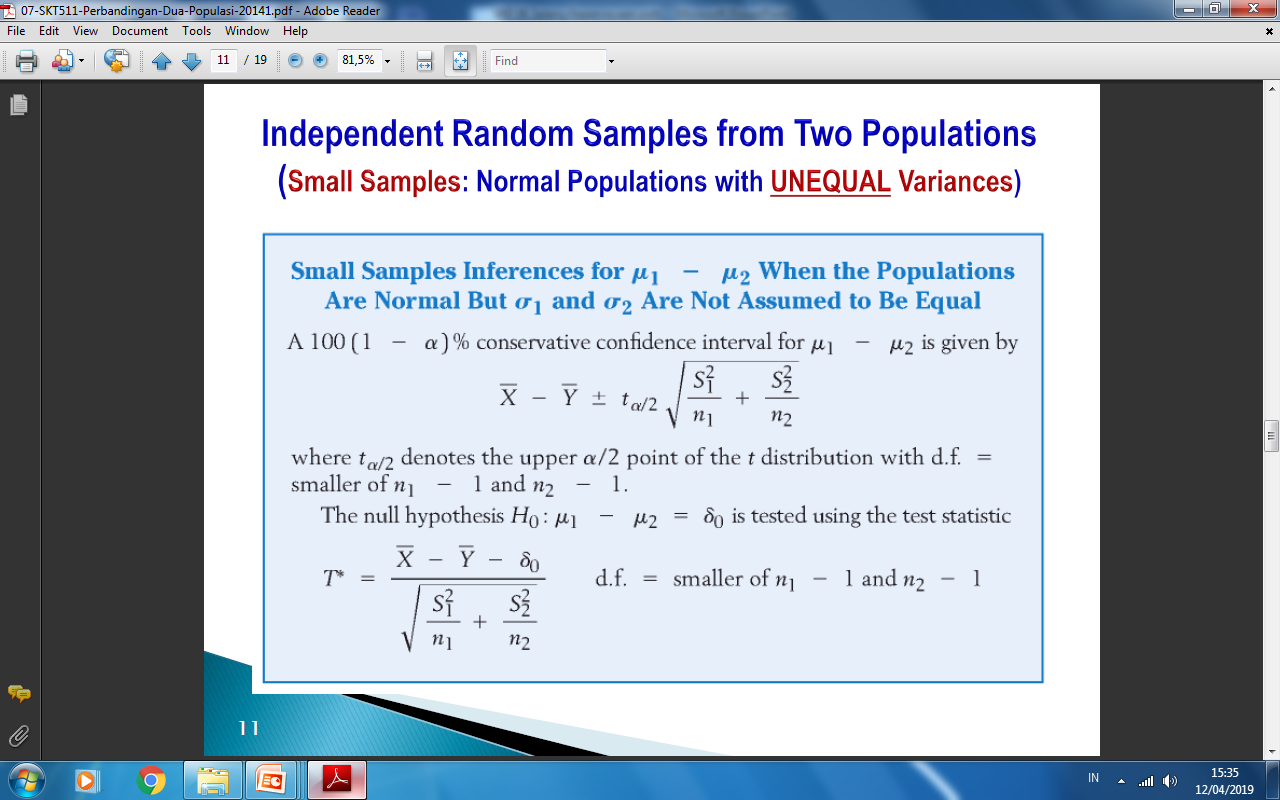 07-SKT511-Perbandingan-Dua-Populasi-20141.pdf - Adobe Reader
File Edit View Document Tools Window Help
11 / 19 81,5% Find
Independent Random Samples from Two Populations
(Small Samples: Normal Populations with UNEQUAL Variances)
Small Samples Inferences for μ1 − μ2 When the Populations
Are Normal But σ1 and σ2 Are Not Assumed to Be Equal
A 100(1 − α)% conservative confidence interval for μ1 − μ2 is given by
X̅ − Y̅ ± tα/2 √(S1²/n1 + S2²/n2)
where tα/2 denotes the upper α/2 point of the t distribution with d.f. =
smaller of n1 − 1 and n2 − 1.
The null hypothesis H0: μ1 − μ2 = δ0 is tested using the test statistic
T* = (X̅ − Y̅ − δ0) / √(S1²/n1 + S2²/n2) d.f. = smaller of n1 − 1 and n2 − 1
11
IN 15:35
12/04/2019